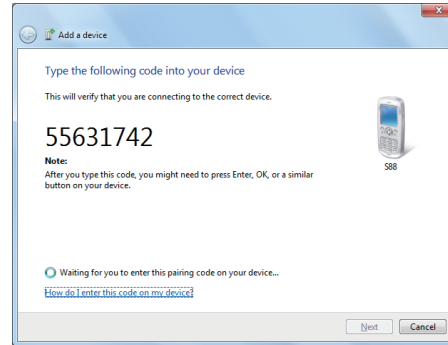 Add a device
Type the following code into your device
This will verify that you are connecting to the correct device.
55631742
S88
Note:
After you type this code, you might need to press Enter, OK, or a similar
button on your device.
Waiting for you to enter this pairing code on your device...
How do I enter this code on my device?
Next
Cancel